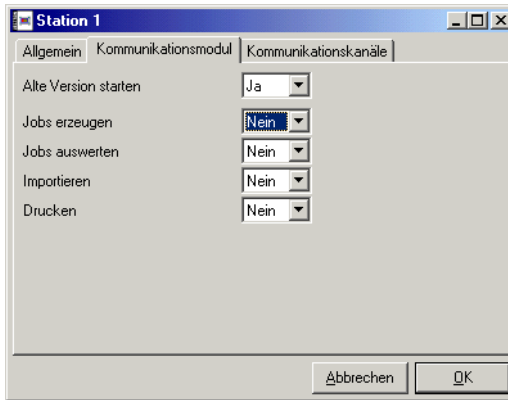 Station 1
Allgemein Kommunikationsmodul Kommunikationskanäle
Alte Version starten Ja
Jobs erzeugen Nein
Jobs auswerten Nein
Importieren Nein
Drucken Nein
Abbrechen OK